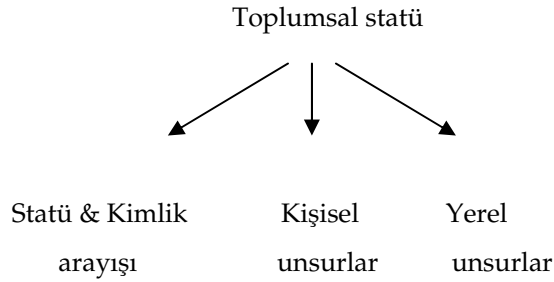 Toplumsal statü
Statü & Kimlik Kişisel Yerel
arayışı unsurlar unsurlar